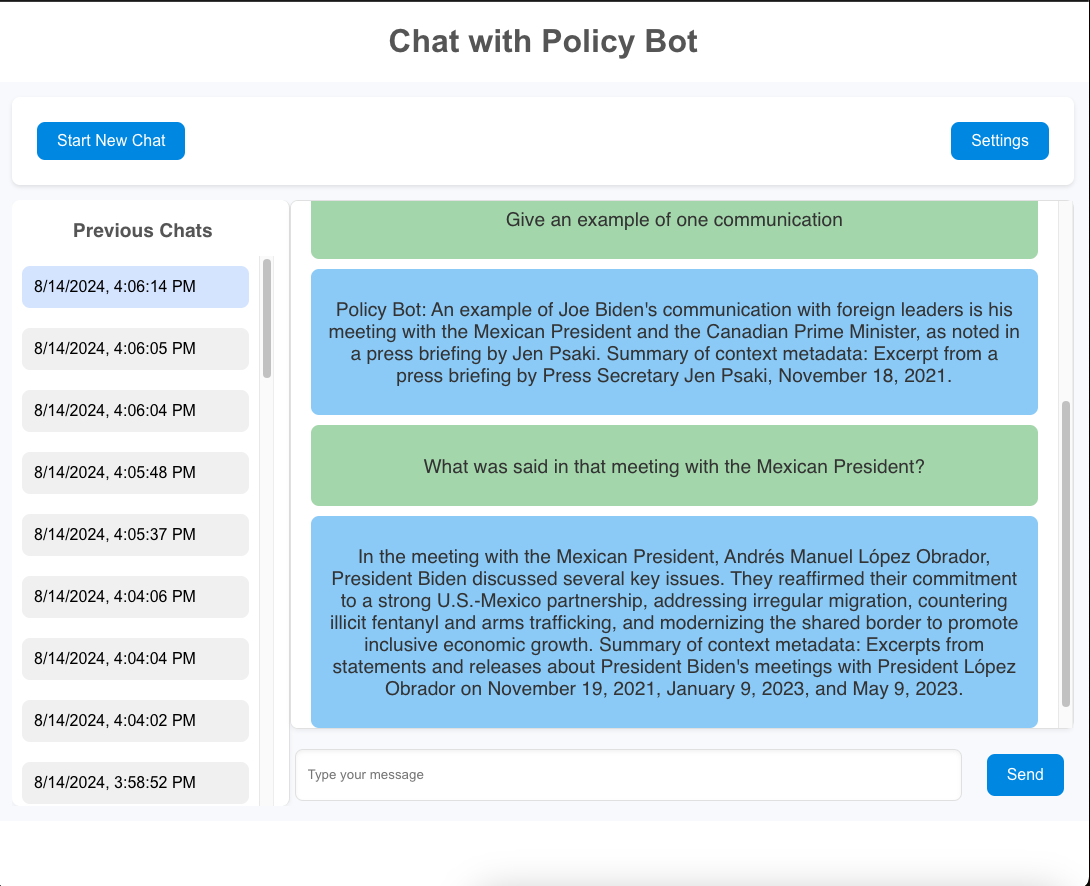 Chat with Policy Bot
Start New Chat
Settings
Previous Chats
8/14/2024, 4:06:14 PM
8/14/2024, 4:06:05 PM
8/14/2024, 4:06:04 PM
8/14/2024, 4:05:48 PM
8/14/2024, 4:05:37 PM
8/14/2024, 4:04:06 PM
8/14/2024, 4:04:04 PM
8/14/2024, 4:04:02 PM
8/14/2024, 3:58:52 PM
Give an example of one communication
Policy Bot: An example of Joe Biden's communication with foreign leaders is his
meeting with the Mexican President and the Canadian Prime Minister, as noted in
a press briefing by Jen Psaki. Summary of context metadata: Excerpt from a
press briefing by Press Secretary Jen Psaki, November 18, 2021.
What was said in that meeting with the Mexican President?
In the meeting with the Mexican President, Andrés Manuel López Obrador,
President Biden discussed several key issues. They reaffirmed their commitment
to a strong U.S.-Mexico partnership, addressing irregular migration, countering
illicit fentanyl and arms trafficking, and modernizing the shared border to promote
inclusive economic growth. Summary of context metadata: Excerpts from
statements and releases about President Biden's meetings with President López
Obrador on November 19, 2021, January 9, 2023, and May 9, 2023.
Type your message
Send